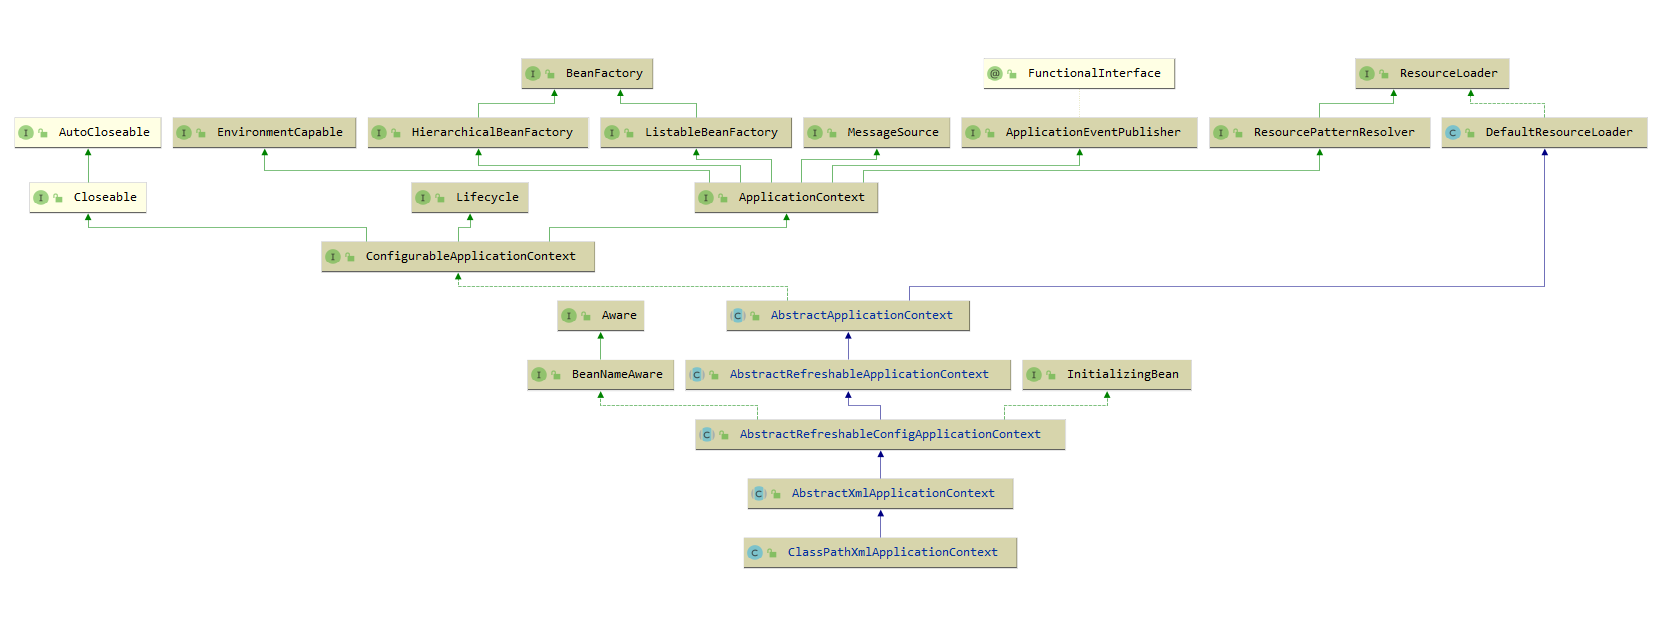 I BeanFactory
@ FunctionalInterface
I ResourceLoader
I AutoCloseable
I EnvironmentCapable
I HierarchicalBeanFactory
I ListableBeanFactory
I MessageSource
I ApplicationEventPublisher
I ResourcePatternResolver
C DefaultResourceLoader
I Closeable
I Lifecycle
I ApplicationContext
I ConfigurableApplicationContext
I Aware
C AbstractApplicationContext
I BeanNameAware
C AbstractRefreshableApplicationContext
I InitializingBean
C AbstractRefreshableConfigApplicationContext
C AbstractXmlApplicationContext
C ClassPathXmlApplicationContext